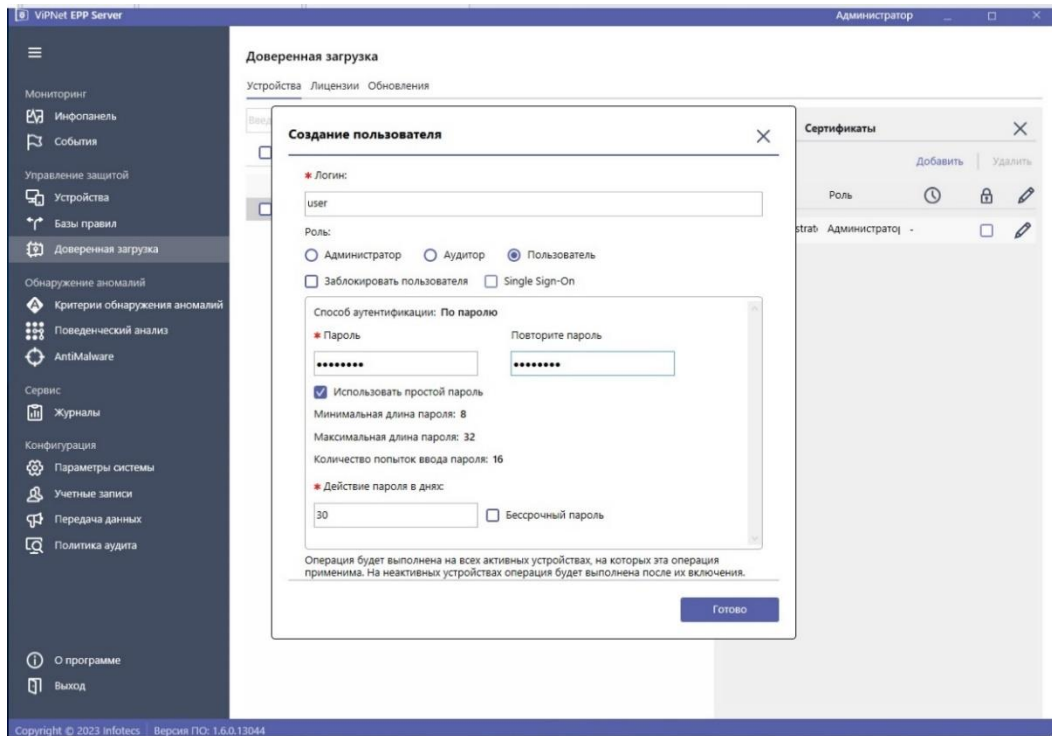 ViPNet EPP Server
Администратор
Доверенная загрузка
Устройства Лицензии Обновления
Мониторинг
Инфопанель
События
Управление защитой
Устройства
Базы правил
Доверенная загрузка
Обнаружение аномалий
Критерии обнаружения аномалий
Поведенческий анализ
AntiMalware
Сервис
Журналы
Конфигурация
Параметры системы
Учетные записи
Передача данных
Политика аудита
О программе
Выход
Создание пользователя
* Логин:
user
Роль:
Администратор Аудитор Пользователь
Заблокировать пользователя Single Sign-On
Способ аутентификации: По паролю
* Пароль Повторите пароль
•••••••• ••••••••
Использовать простой пароль
Минимальная длина пароля: 8
Максимальная длина пароля: 32
Количество попыток ввода пароля: 16
* Действие пароля в днях:
30 Бессрочный пароль
Операция будет выполнена на всех активных устройствах, на которых эта операция
применима. На неактивных устройствах операция будет выполнена после их включения.
Готово
Сертификаты
Добавить Удалить
Роль
Администратор -
Copyright © 2023 Infotecs Версия ПО: 1.6.0.13044